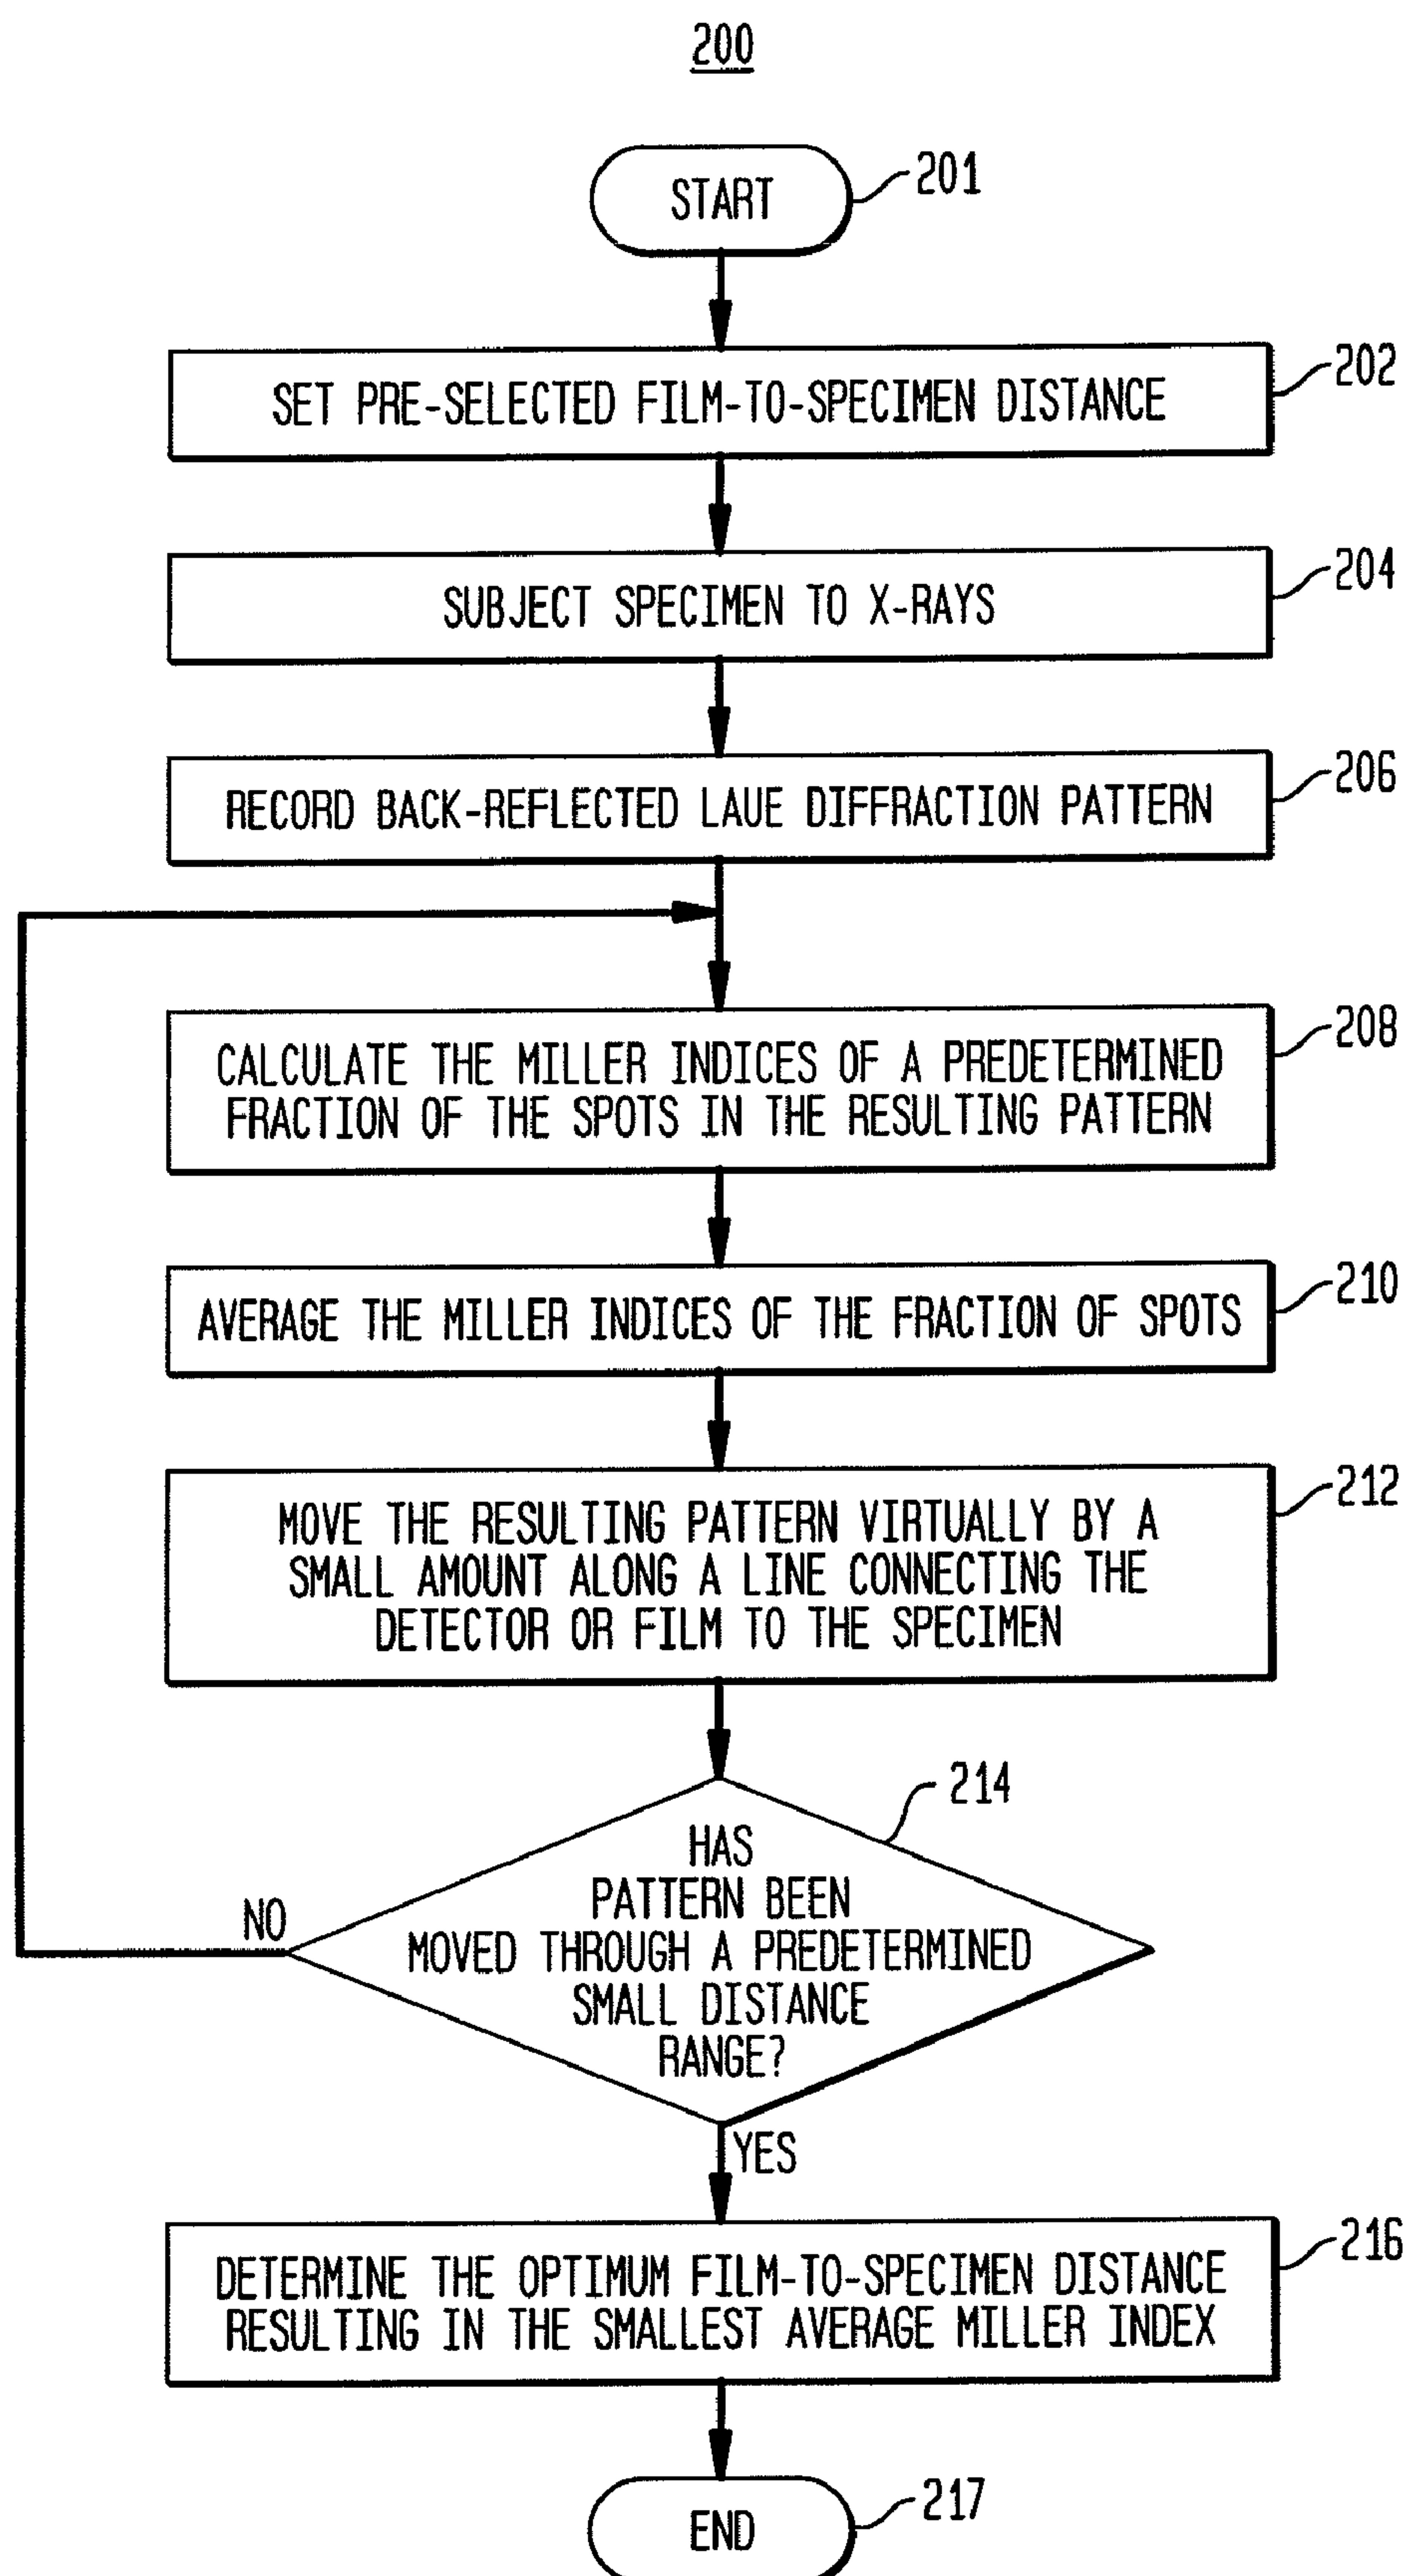 200
START
201
SET PRE-SELECTED FILM-TO-SPECIMEN DISTANCE
202
SUBJECT SPECIMEN TO X-RAYS
204
RECORD BACK-REFLECTED LAUE DIFFRACTION PATTERN
206
CALCULATE THE MILLER INDICES OF A PREDETERMINED
FRACTION OF THE SPOTS IN THE RESULTING PATTERN
208
AVERAGE THE MILLER INDICES OF THE FRACTION OF SPOTS
210
MOVE THE RESULTING PATTERN VIRTUALLY BY A
SMALL AMOUNT ALONG A LINE CONNECTING THE
DETECTOR OR FILM TO THE SPECIMEN
212
HAS
PATTERN BEEN
MOVED THROUGH A PREDETERMINED
SMALL DISTANCE
RANGE?
214
NO
YES
DETERMINE THE OPTIMUM FILM-TO-SPECIMEN DISTANCE
RESULTING IN THE SMALLEST AVERAGE MILLER INDEX
216
END
217